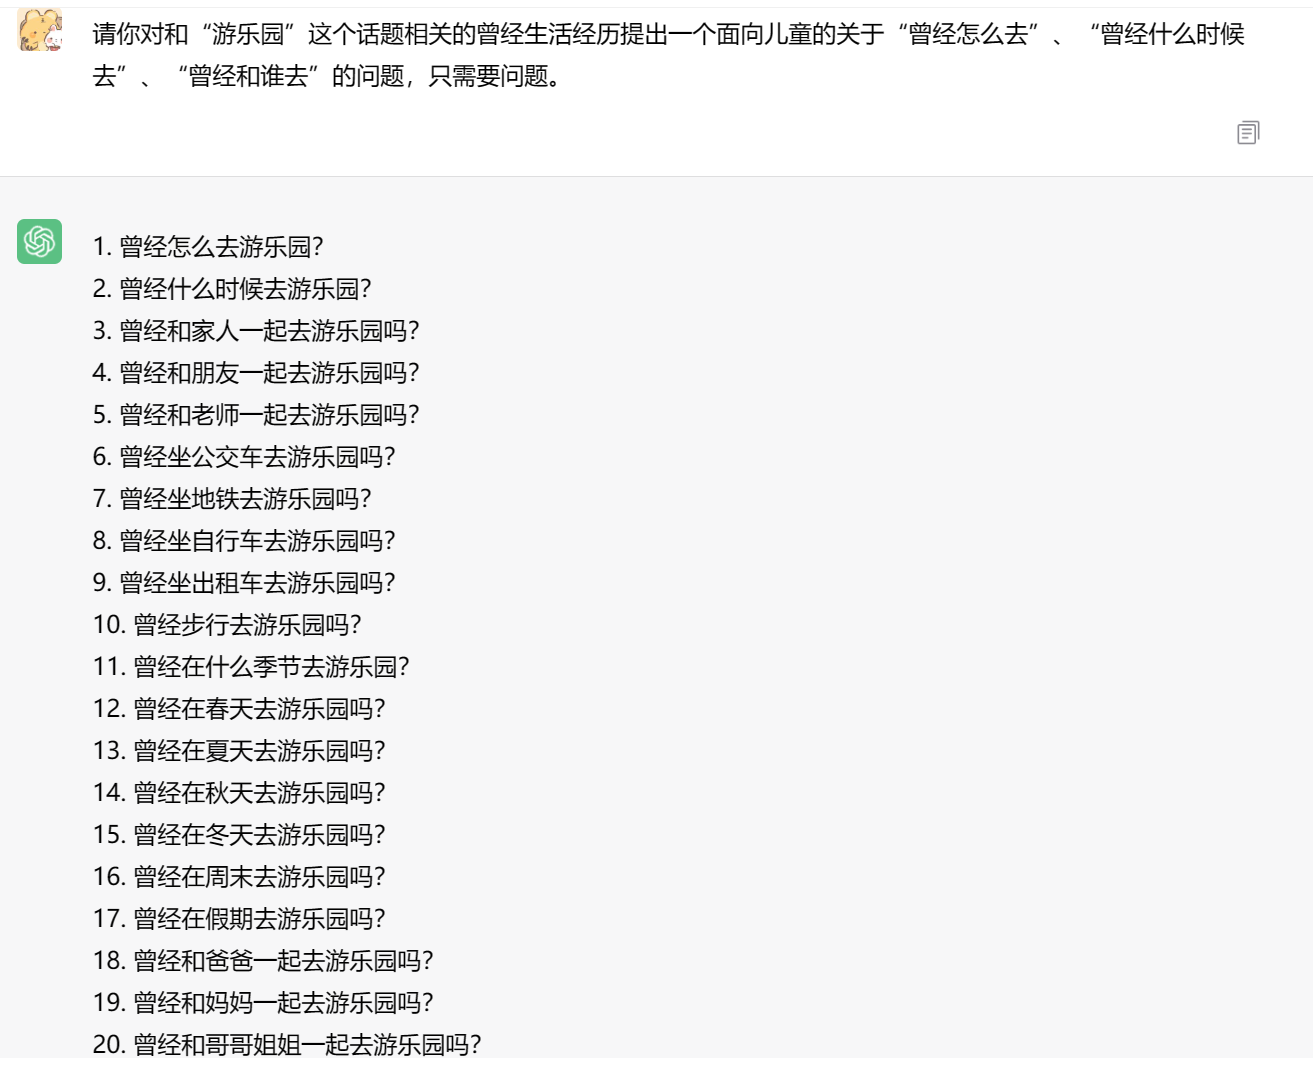 请你对和“游乐园”这个话题相关的曾经生活经历提出一个面向儿童的关于“曾经怎么去”、“曾经什么时候
去”、“曾经和谁去”的问题，只需要问题。
1. 曾经怎么去游乐园？
2. 曾经什么时候去游乐园？
3. 曾经和家人一起去游乐园吗？
4. 曾经和朋友一起去游乐园吗？
5. 曾经和老师一起去游乐园吗？
6. 曾经坐公交车去游乐园吗？
7. 曾经坐地铁去游乐园吗？
8. 曾经坐自行车去游乐园吗？
9. 曾经坐出租车去游乐园吗？
10. 曾经步行去游乐园吗？
11. 曾经在什么季节去游乐园？
12. 曾经在春天去游乐园吗？
13. 曾经在夏天去游乐园吗？
14. 曾经在秋天去游乐园吗？
15. 曾经在冬天去游乐园吗？
16. 曾经在周末去游乐园吗？
17. 曾经在假期去游乐园吗？
18. 曾经和爸爸一起去游乐园吗？
19. 曾经和妈妈一起去游乐园吗？
20. 曾经和哥哥姐姐一起去游乐园吗？